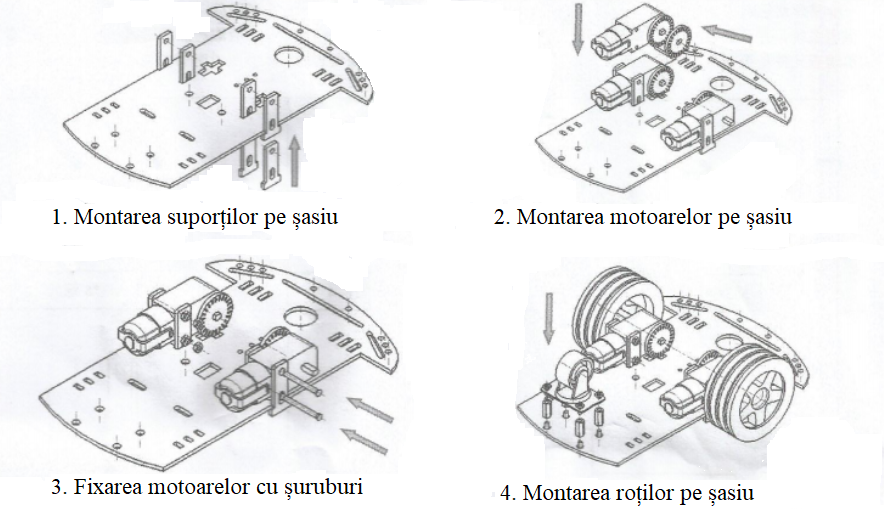 1. Montarea suporților pe șasiu
2. Montarea motoarelor pe șasiu
3. Fixarea motoarelor cu șuruburi
4. Montarea roților pe șasiu